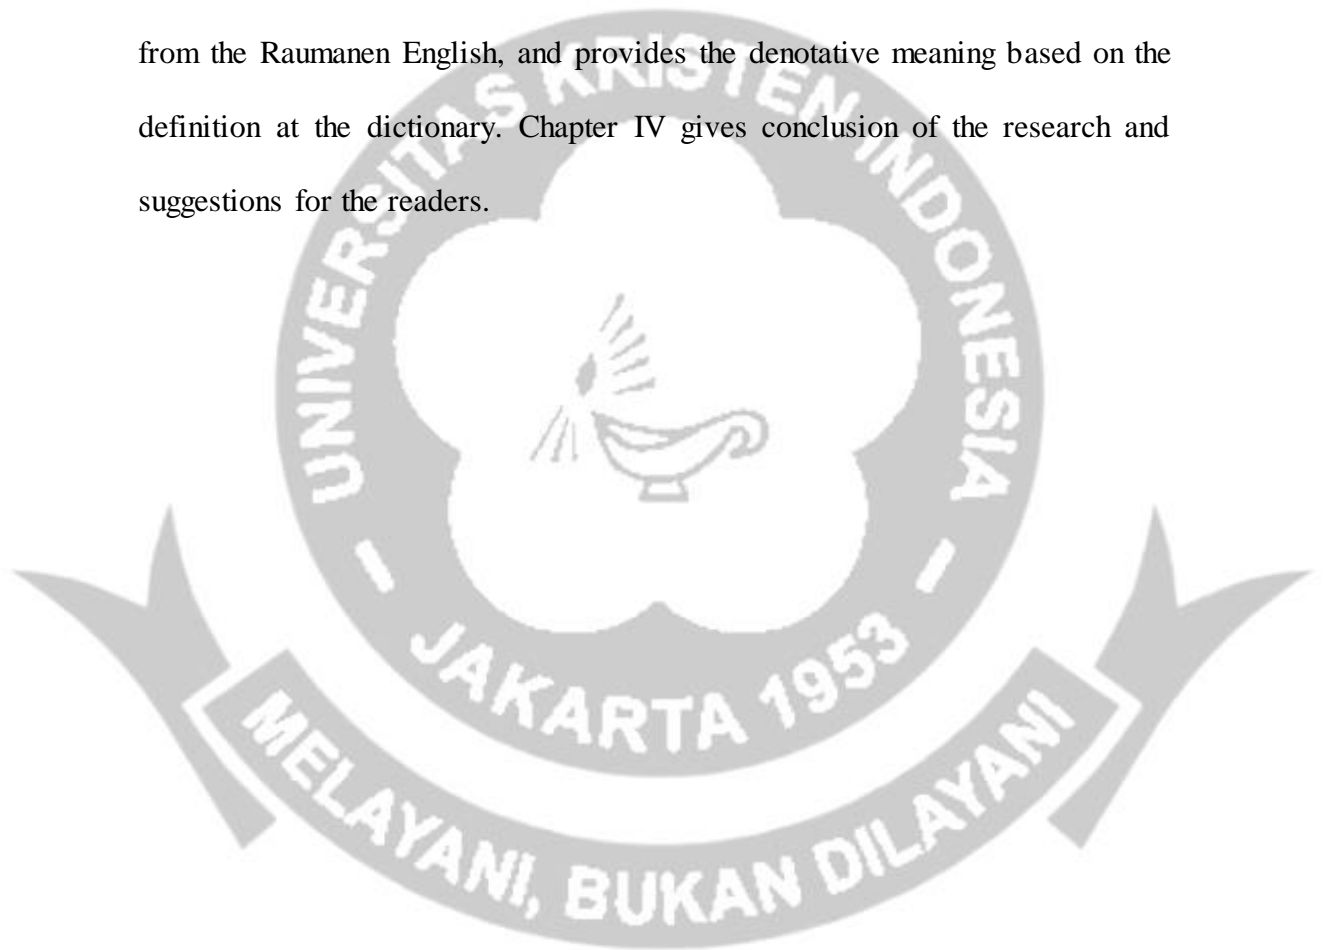 from the Raumanen English, and provides the denotative meaning based on the
definition at the dictionary. Chapter IV gives conclusion of the research and
suggestions for the readers.
UNIVERSITAS KRISTEN INDONESIA
- JAKARTA 1953 -
MELAYANI, BUKAN DILAYANI